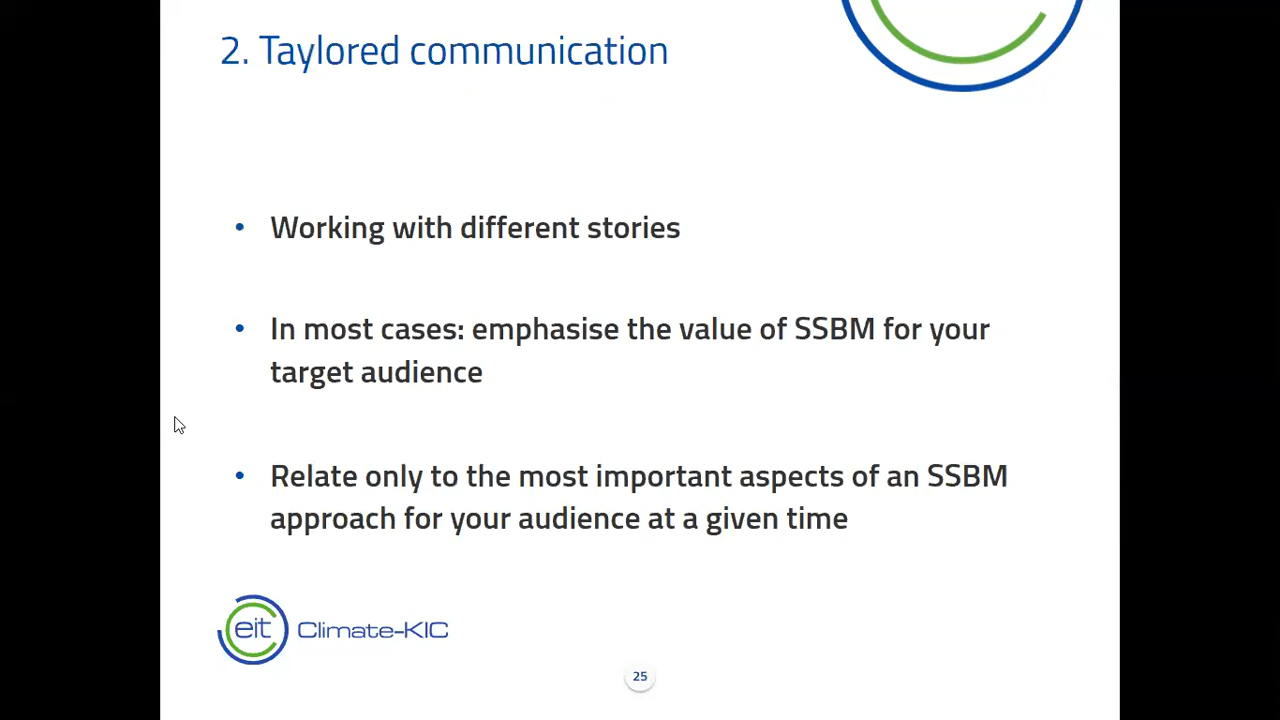 2. Taylored communication
• Working with different stories
• In most cases: emphasise the value of SSBM for your
target audience
• Relate only to the most important aspects of an SSBM
approach for your audience at a given time
eit Climate-KIC
25